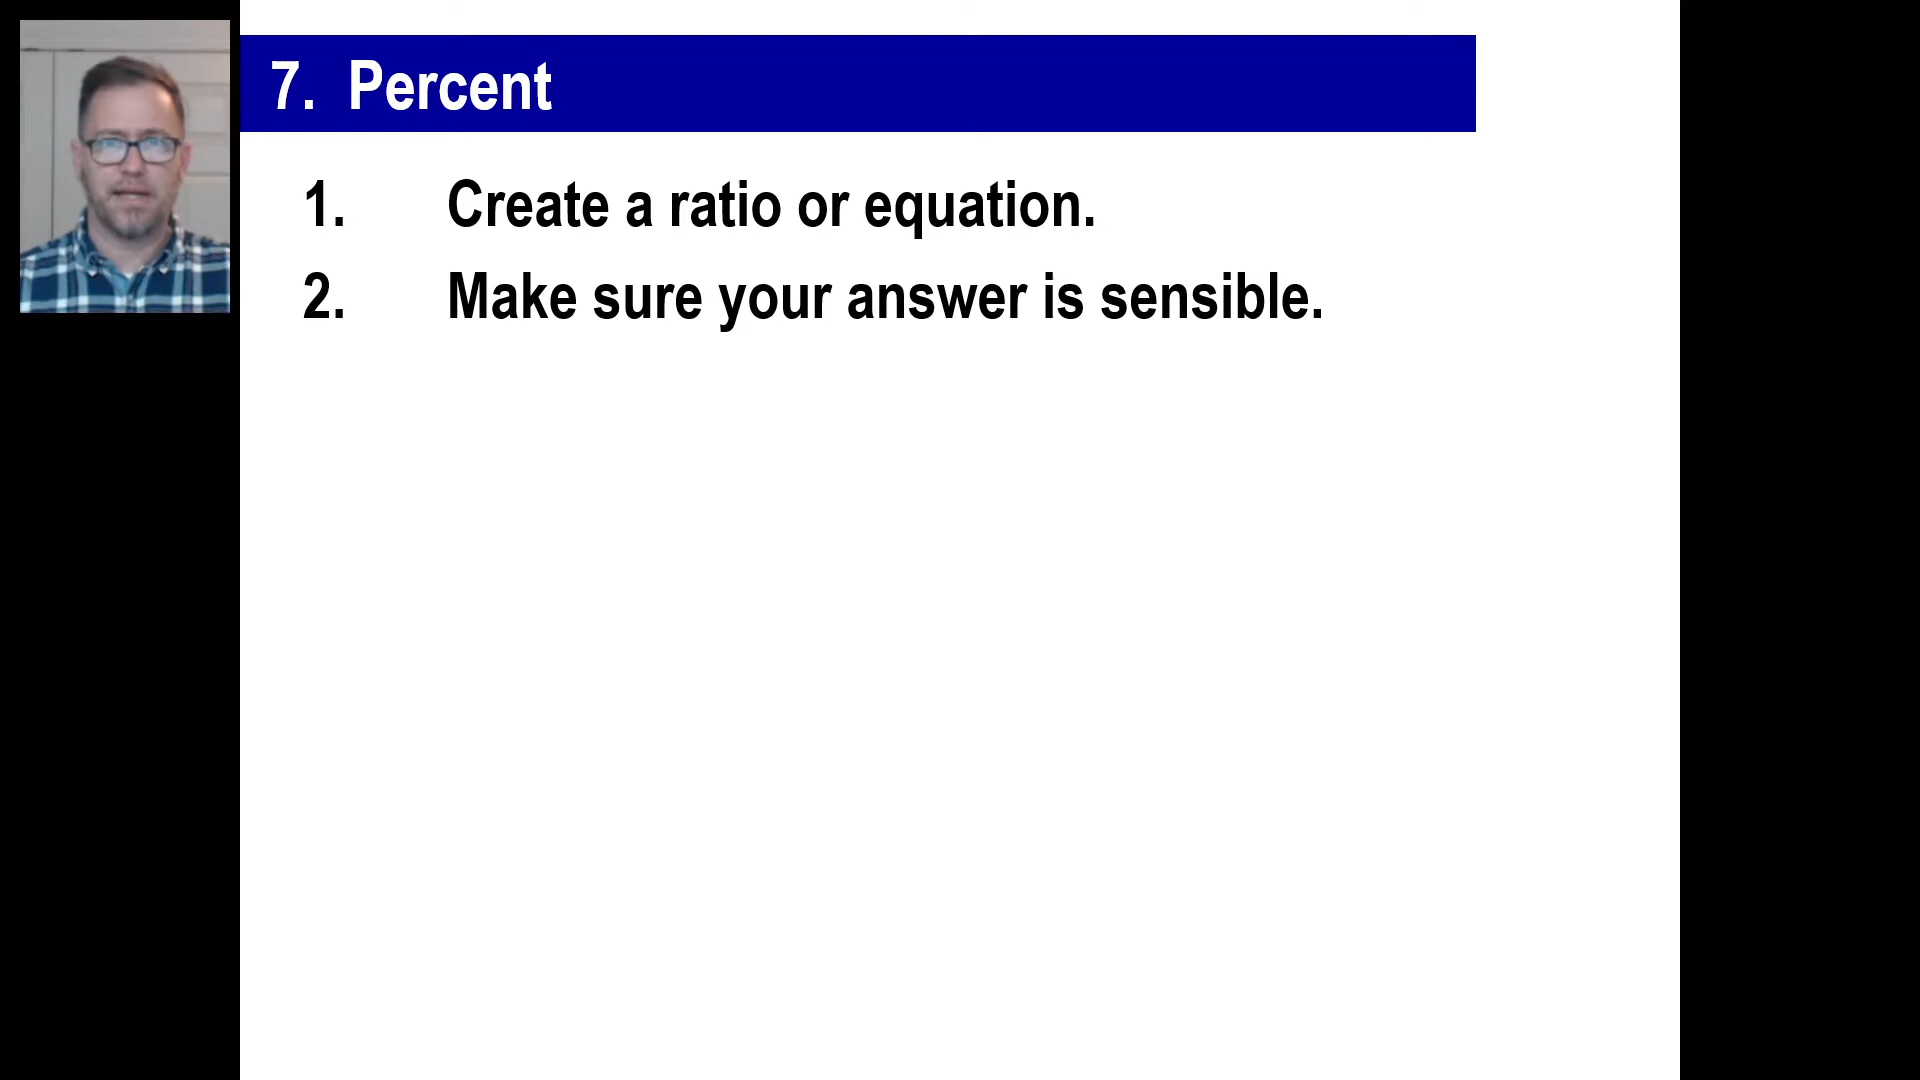 7. Percent
1. Create a ratio or equation.
2. Make sure your answer is sensible.